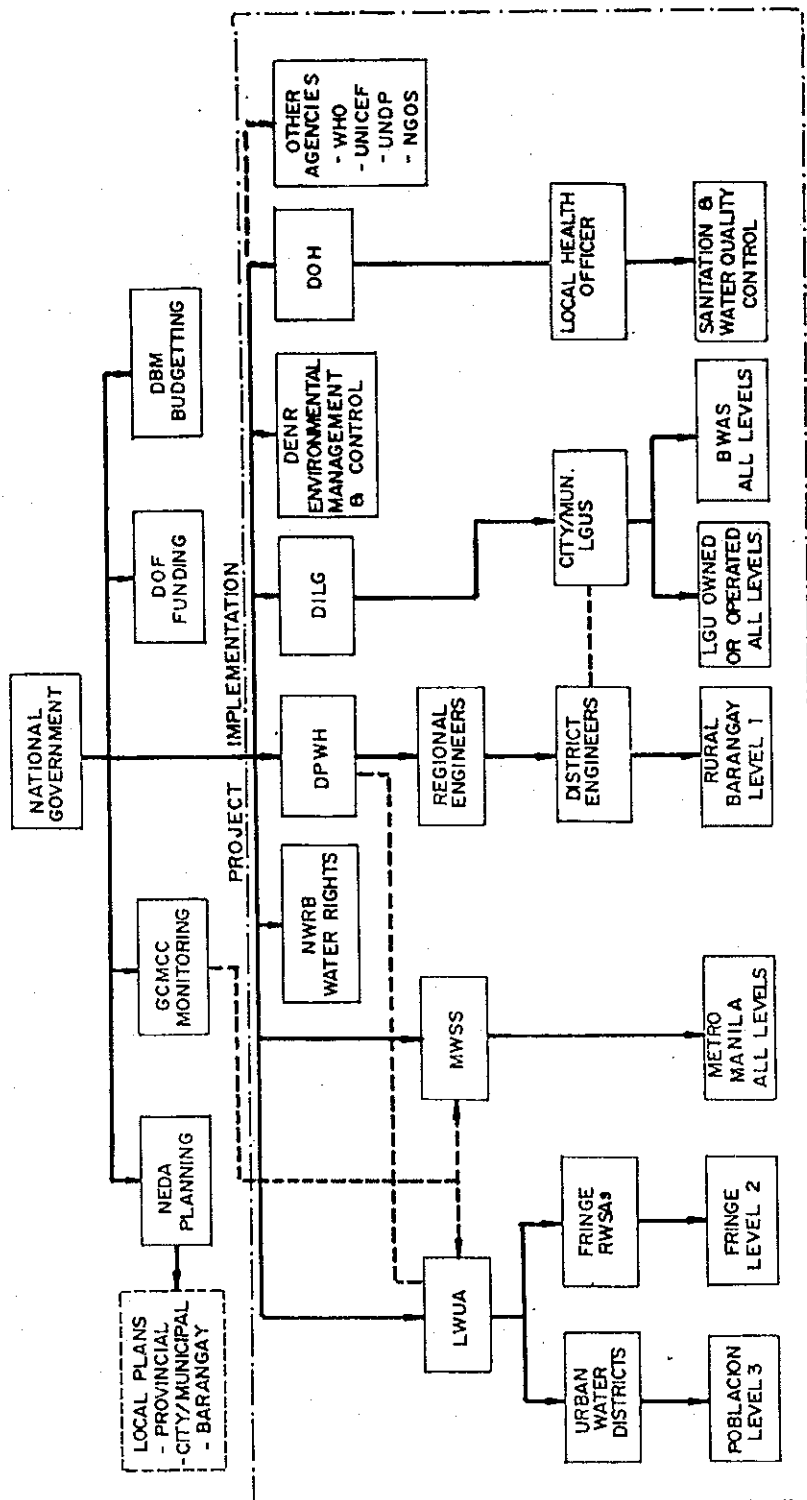 NATIONAL
GOVERNMENT
LOCAL PLANS
- PROVINCIAL
- CITY/MUNICIPAL
- BARANGAY
NEDA
PLANNING
GCMCC
MONITORING
DOF
FUNDING
DBM
BUDGETTING
PROJECT IMPLEMENTATION
NWRB
WATER RIGHTS
DPWH
DILG
DENR
ENVIRONMENTAL
MANAGEMENT
& CONTROL
DOH
OTHER
AGENCIES
- WHO
- UNICEF
- UNDP
- NGOS
LWUA
MWSS
REGIONAL
ENGINEERS
URBAN
WATER
DISTRICTS
FRINGE
RWSAs
DISTRICT
ENGINEERS
CITY/MUN.
LGUS
LOCAL HEALTH
OFFICER
POBLACION
LEVEL 3
FRINGE
LEVEL 2
METRO
MANILA
ALL LEVELS
RURAL
BARANGAY
LEVEL 1
LGU OWNED
OR OPERATED
ALL LEVELS
BWAS
ALL LEVELS
SANITATION &
WATER QUALITY
CONTROL